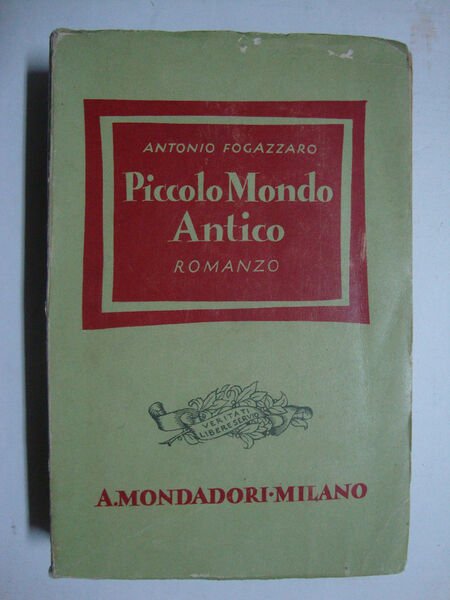 ANTONIO FOGAZZARO
Piccolo Mondo
Antico
ROMANZO
VERITATI
LIBERE SERVIO
A. MONDADORI · MILANO